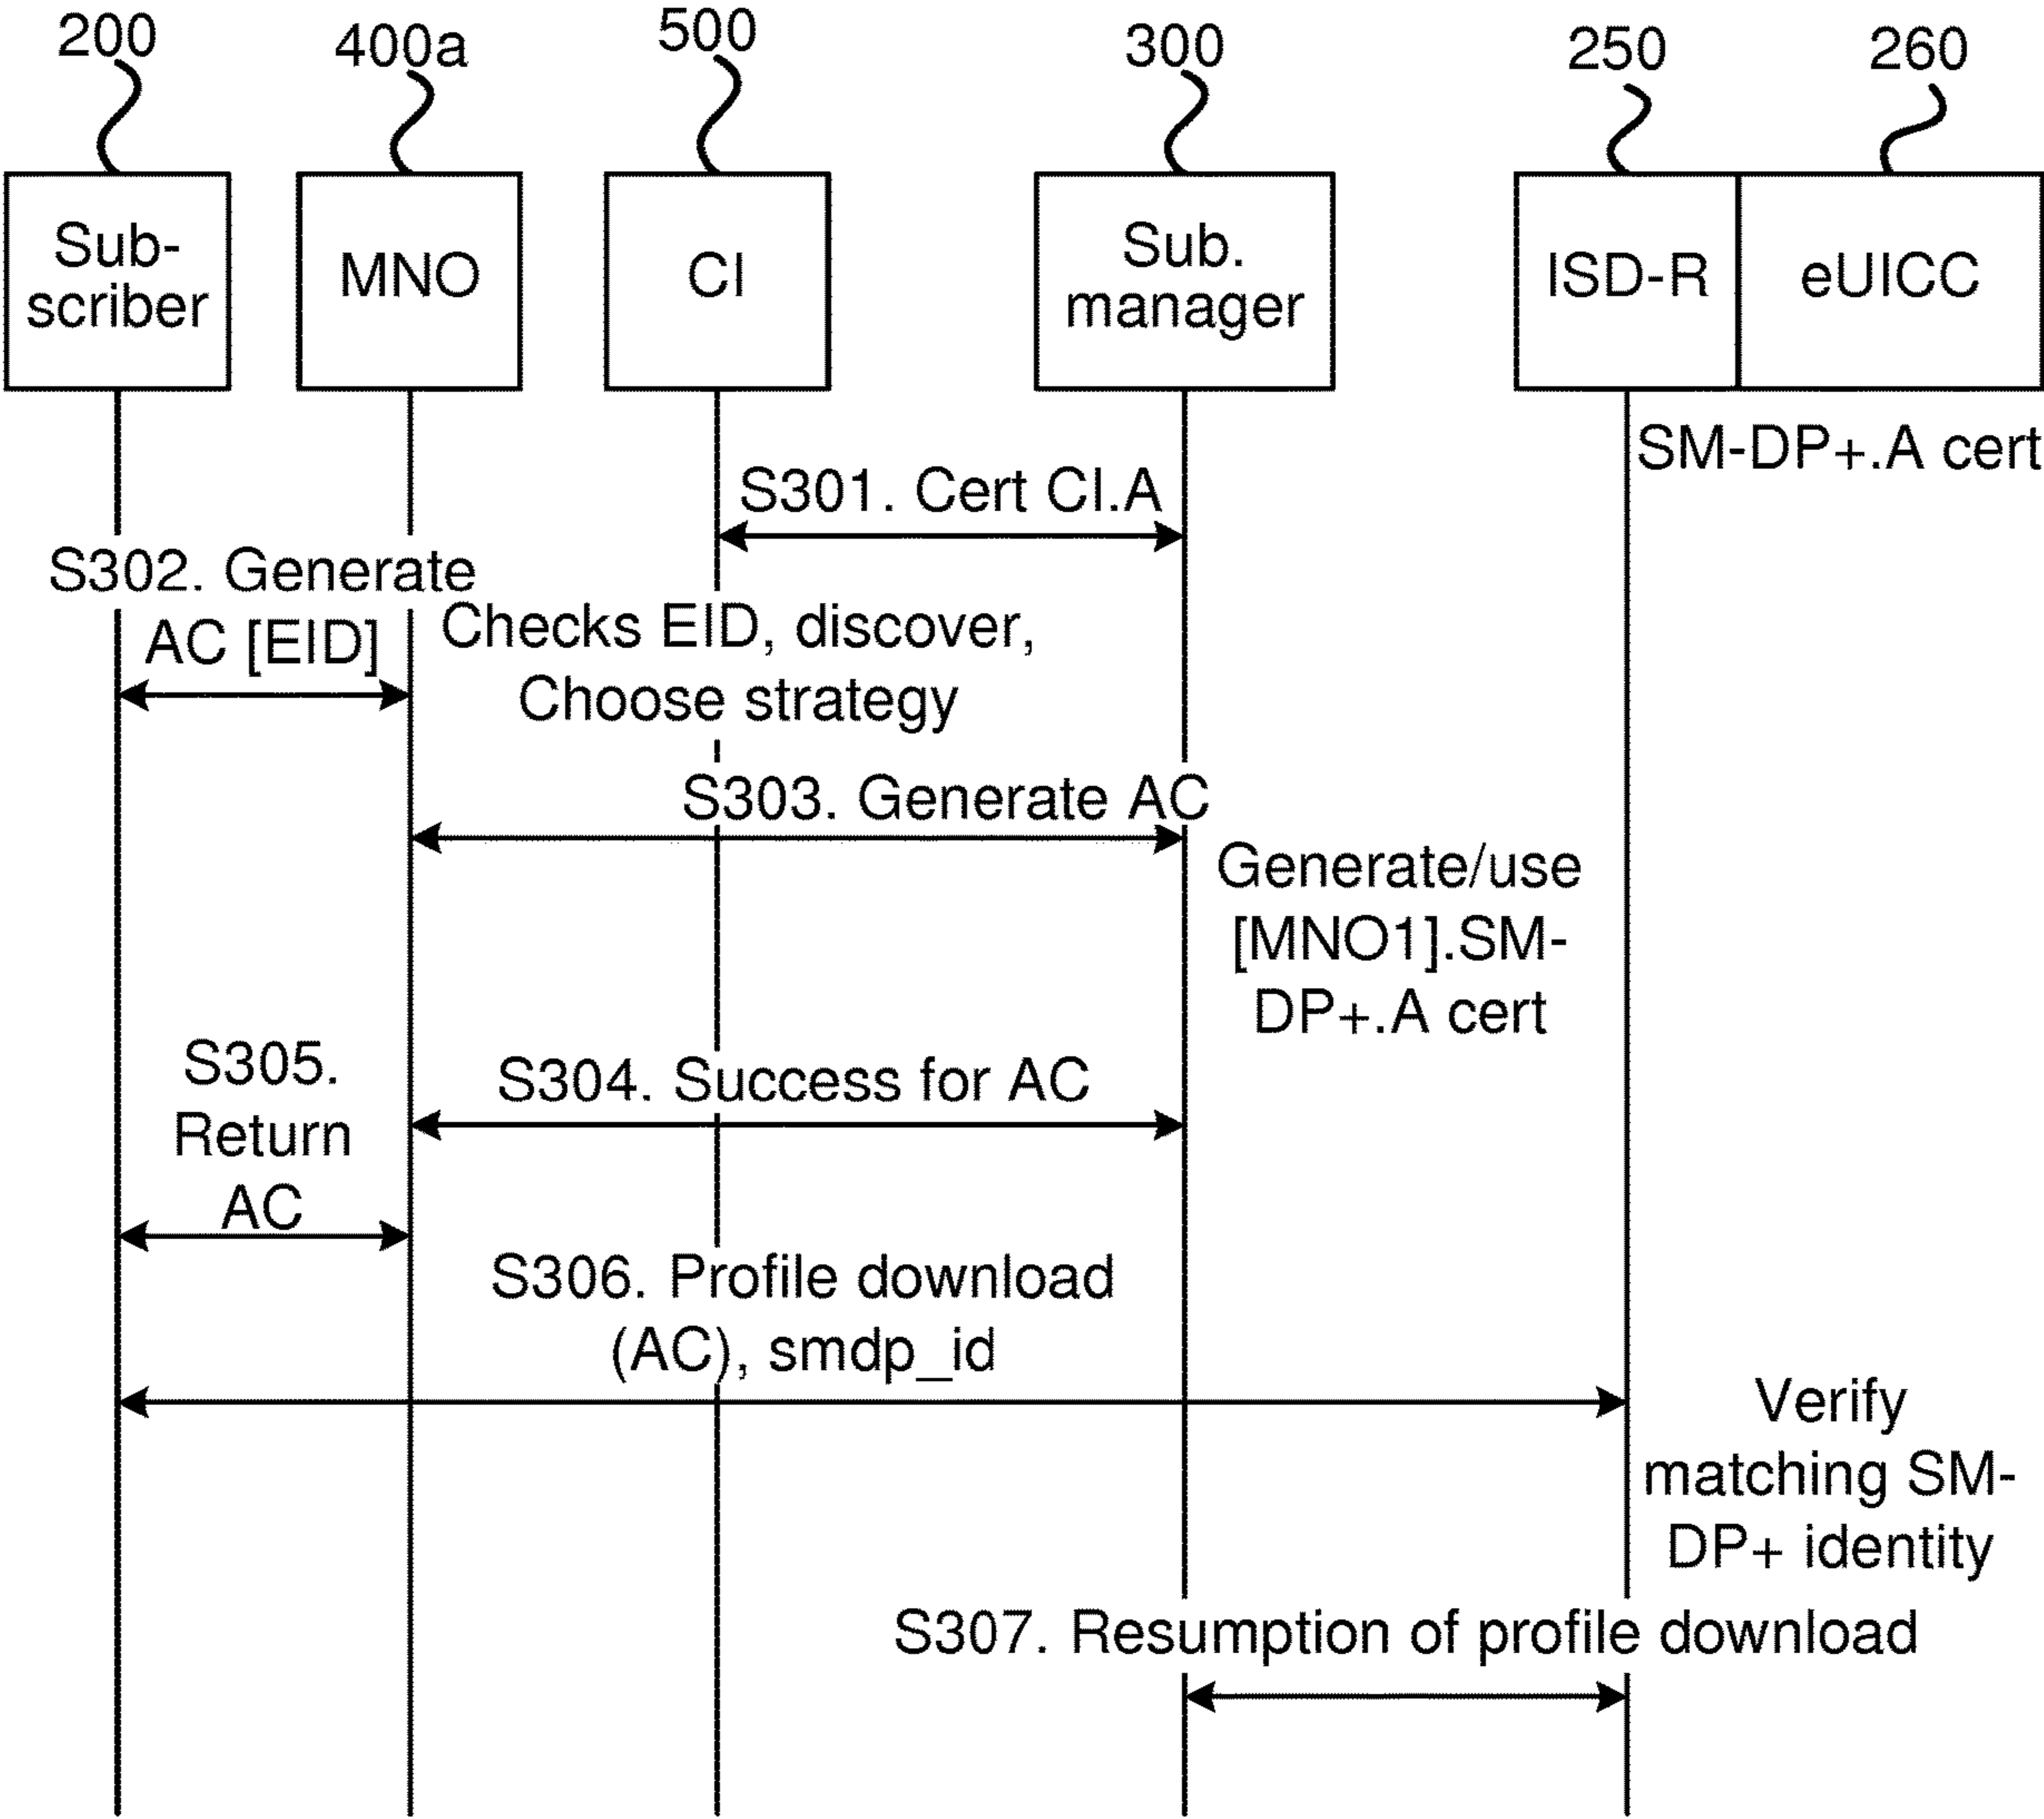 200
400a
500
300
250
260
Sub-
scriber
MNO
CI
Sub.
manager
ISD-R
eUICC
SM-DP+.A cert
S301. Cert CI.A
S302. Generate
AC [EID]
Checks EID, discover,
Choose strategy
S303. Generate AC
Generate/use
[MNO1].SM-
DP+.A cert
S304. Success for AC
S305.
Return
AC
S306. Profile download
(AC), smdp_id
Verify
matching SM-
DP+ identity
S307. Resumption of profile download